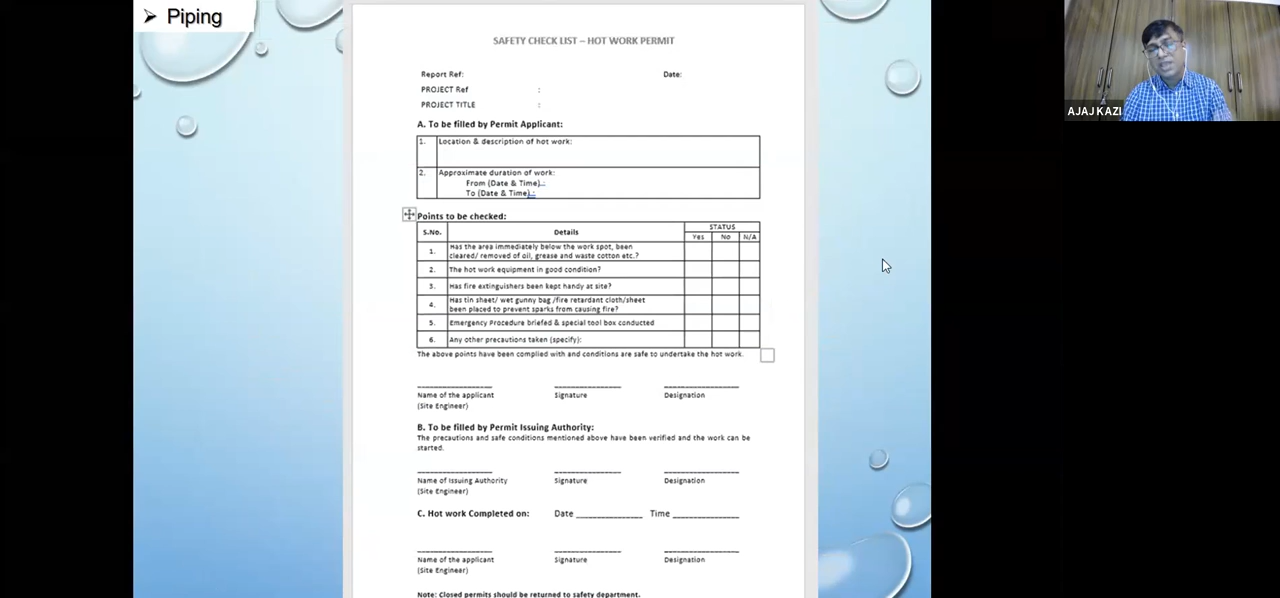 ➢ Piping
SAFETY CHECK LIST – HOT WORK PERMIT
Report Ref: Date:
PROJECT Ref :
PROJECT TITLE :
A. To be filled by Permit Applicant:
1. Location & description of hot work:
2. Approximate duration of work:
From (Date & Time) :
To (Date & Time) :
Points to be checked:
S.No. Details STATUS
Yes No N/A
1. Has the area immediately below the work spot, been
cleared/ removed of oil, grease and waste cotton etc.?
2. The hot work equipment in good condition?
3. Has fire extinguishers been kept handy at site?
4. Has tin sheet/ wet gunny bag /fire retardant cloth/sheet
been placed to prevent sparks from causing fire?
5. Emergency Procedure briefed & special tool box conducted
6. Any other precautions taken (specify):
The above points have been complied with and conditions are safe to undertake the hot work.
Name of the applicant Signature Designation
(Site Engineer)
B. To be filled by Permit Issuing Authority:
The precautions and safe conditions mentioned above have been verified and the work can be
started.
Name of Issuing Authority Signature Designation
(Site Engineer)
C. Hot work Completed on: Date ______________ Time ______________
Name of the applicant Signature Designation
(Site Engineer)
Note: Closed permits should be returned to safety department.
AJAJ KAZI